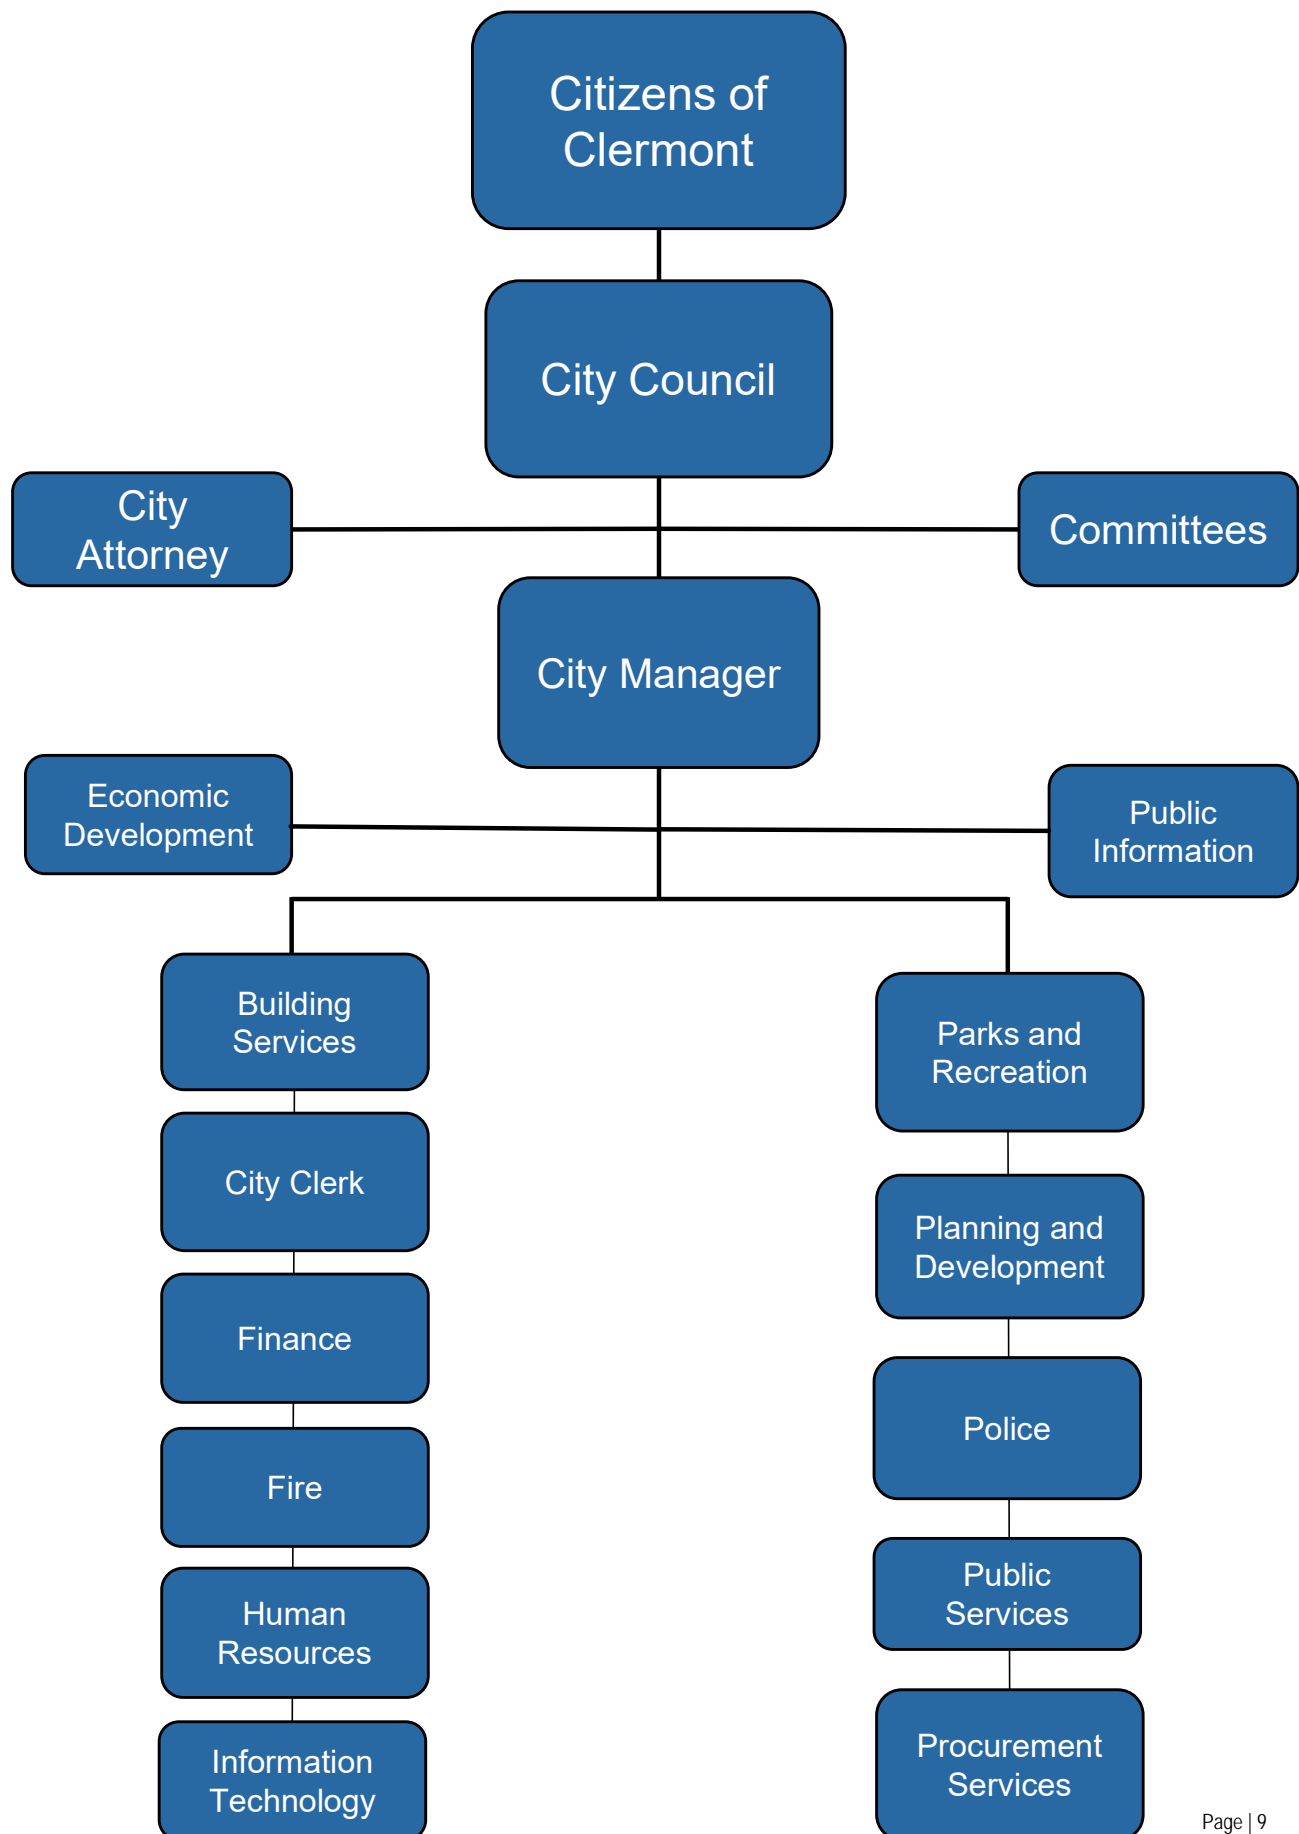 Citizens of
Clermont
City Council
City
Attorney
Committees
City Manager
Economic
Development
Public
Information
Building
Services
City Clerk
Finance
Fire
Human
Resources
Information
Technology
Parks and
Recreation
Planning and
Development
Police
Public
Services
Procurement
Services
Page | 9